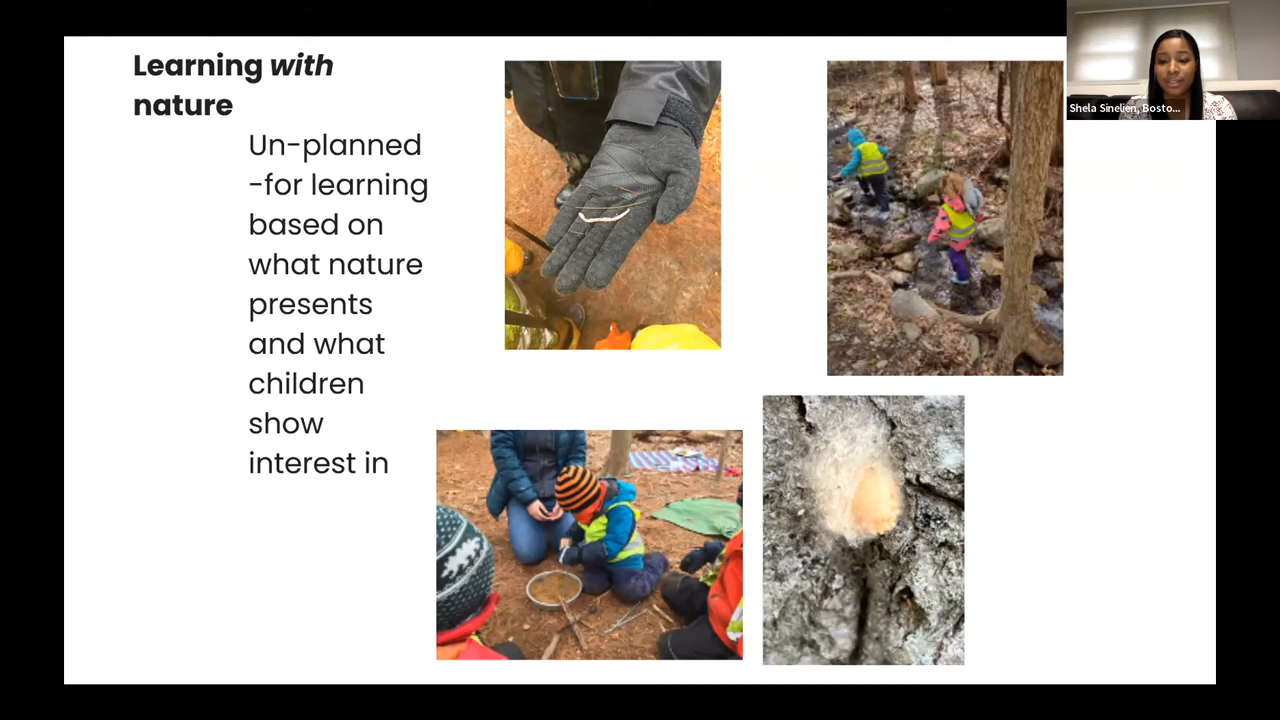 Learning with
nature
Un-planned
-for learning
based on
what nature
presents
and what
children
show
interest in
Shela Sinelien, Bosto...